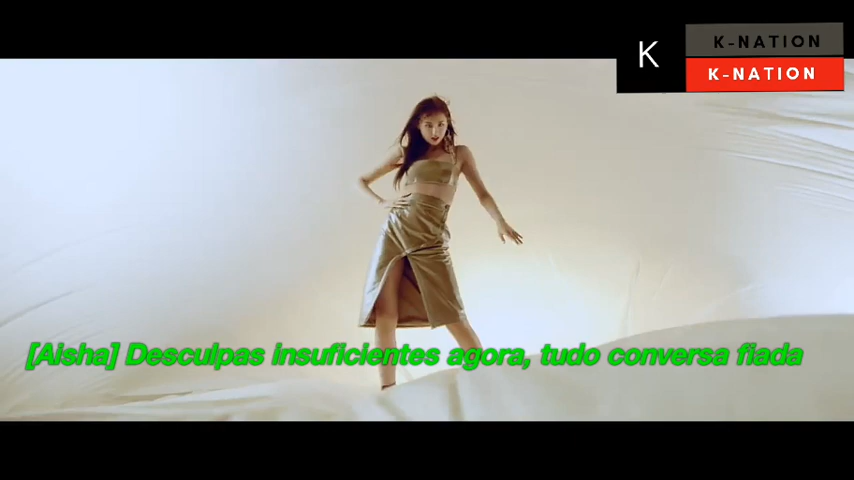 K
K-NATION
K-NATION
[Aisha] Desculpas insuficientes agora, tudo conversa fiada